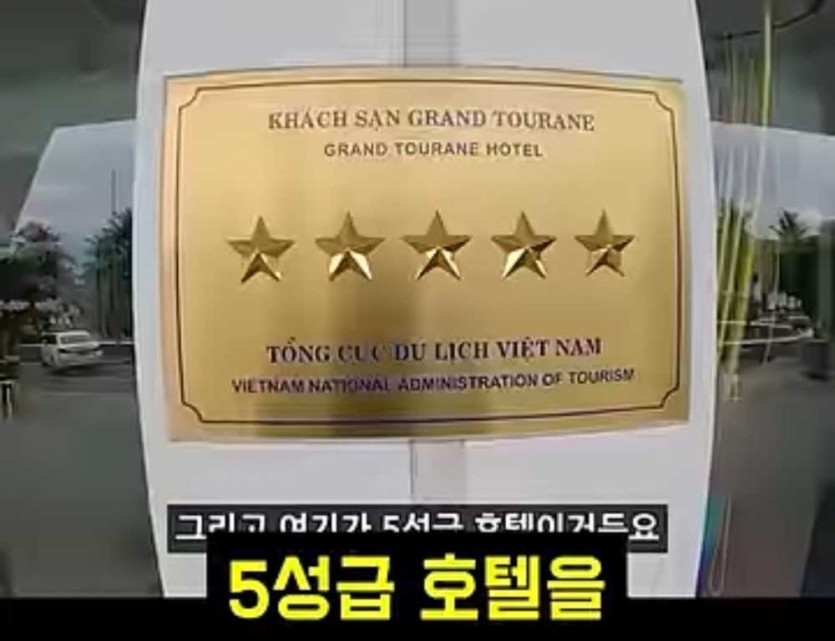 KHÁCH SẠN GRAND TOURANE
GRAND TOURANE HOTEL
TỔNG CỤC DU LỊCH VIỆT NAM
VIETNAM NATIONAL ADMINISTRATION OF TOURISM
그리고 여기가 5성급 호텔이거든요
5성급 호텔을